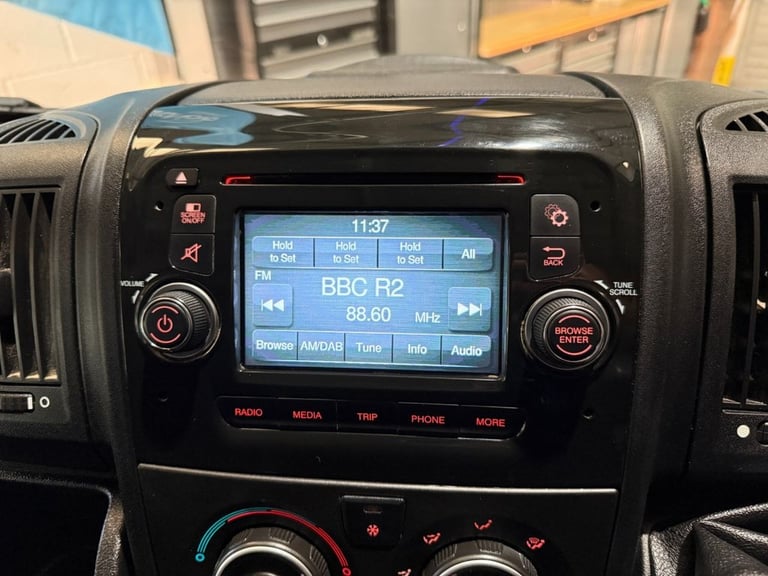 11:37
SCREEN
ON/OFF
Hold
to Set
Hold
to Set
Hold
to Set
All
FM
BBC R2
88.60 MHz
Browse AM/DAB Tune Info Audio
BACK
VOLUME
TUNE
SCROLL
BROWSE
ENTER
RADIO MEDIA TRIP PHONE MORE
O